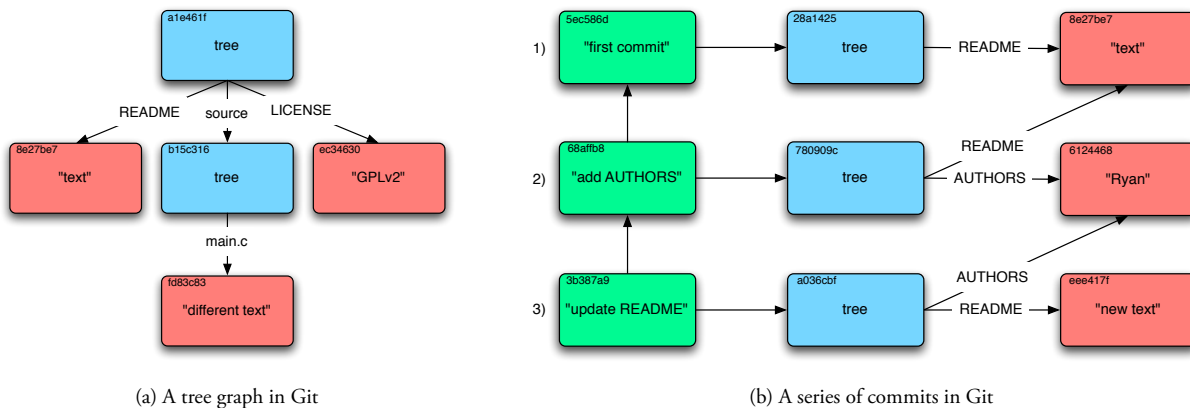 a1e461f
tree
README
source
LICENSE
8e27be7
"text"
b15c316
tree
ec34630
"GPLv2"
main.c
fd83c83
"different text"
(a) A tree graph in Git
1)
5ec586d
"first commit"
28a1425
tree
README
8e27be7
"text"
README
2)
68affb8
"add AUTHORS"
780909c
tree
AUTHORS
6124468
"Ryan"
AUTHORS
3)
3b387a9
"update README"
a036cbf
tree
README
eee417f
"new text"
(b) A series of commits in Git